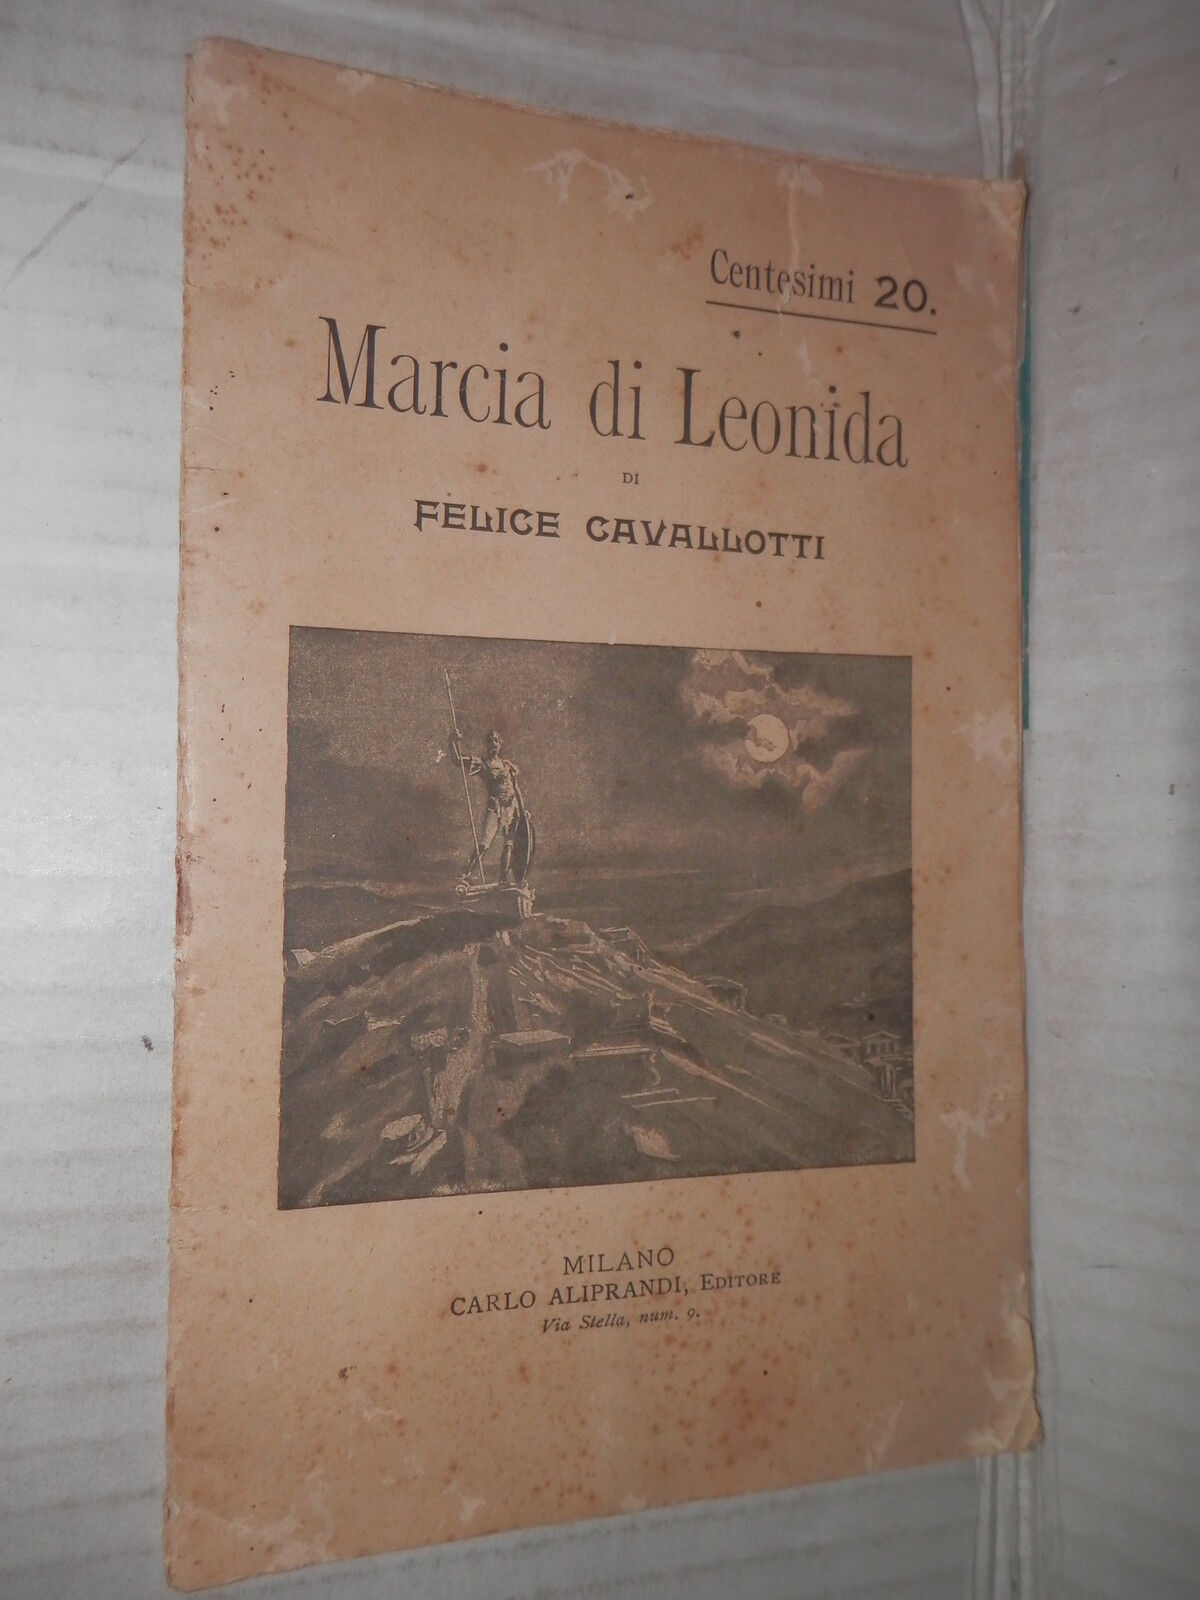 Centesimi 20.
Marcia di Leonida
DI
FELICE CAVALLOTTI
MILANO
CARLO ALIPRANDI, EDITORE
Via Stella, num. 9.